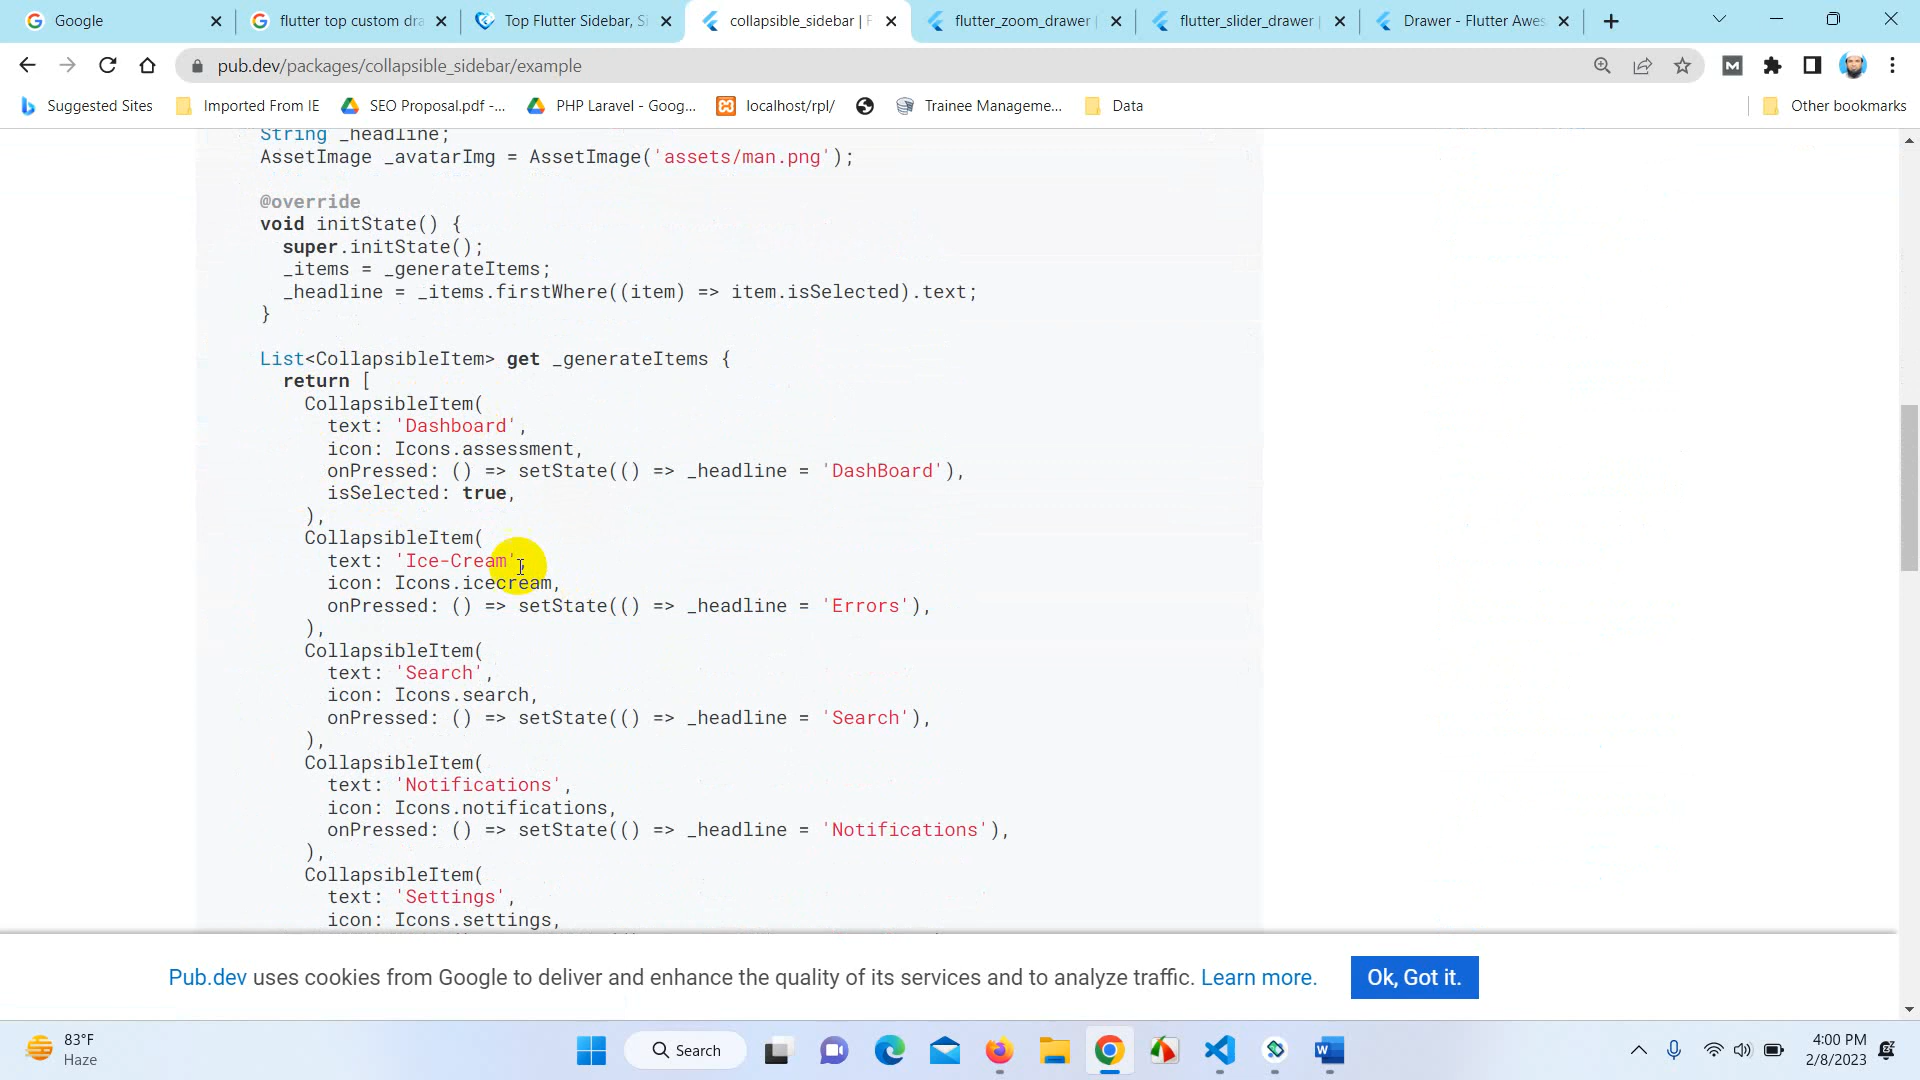 Google
flutter top custom dra
Top Flutter Sidebar, S
collapsible_sidebar | F
flutter_zoom_drawer |
flutter_slider_drawer |
Drawer - Flutter Awes
pub.dev/packages/collapsible_sidebar/example
Suggested Sites
Imported From IE
SEO Proposal.pdf -...
PHP Laravel - Goog...
localhost/rpl/
Trainee Manageme...
Data
Other bookmarks
String _headline;
AssetImage _avatarImg = AssetImage('assets/man.png');
@override
void initState() {
super.initState();
_items = _generateItems;
_headline = _items.firstWhere((item) => item.isSelected).text;
}
List<CollapsibleItem> get _generateItems {
return [
CollapsibleItem(
text: 'Dashboard',
icon: Icons.assessment,
onPressed: () => setState(() => _headline = 'DashBoard'),
isSelected: true,
),
CollapsibleItem(
text: 'Ice-Cream',
icon: Icons.icecream,
onPressed: () => setState(() => _headline = 'Errors'),
),
CollapsibleItem(
text: 'Search',
icon: Icons.search,
onPressed: () => setState(() => _headline = 'Search'),
),
CollapsibleItem(
text: 'Notifications',
icon: Icons.notifications,
onPressed: () => setState(() => _headline = 'Notifications'),
),
CollapsibleItem(
text: 'Settings',
icon: Icons.settings,
Pub.dev uses cookies from Google to deliver and enhance the quality of its services and to analyze traffic. Learn more.
Ok, Got it.
83°F
Haze
Search
4:00 PM
2/8/2023